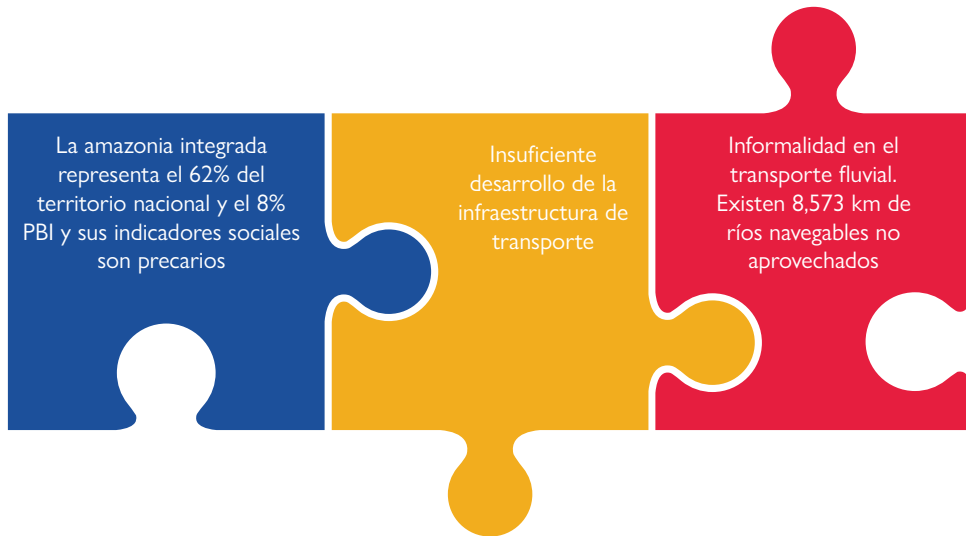 La amazonia integrada
representa el 62% del
territorio nacional y el 8%
PBI y sus indicadores sociales
son precarios
Insuficiente
desarrollo de la
infraestructura de
transporte
Informalidad en el
transporte fluvial.
Existen 8,573 km de
ríos navegables no
aprovechados